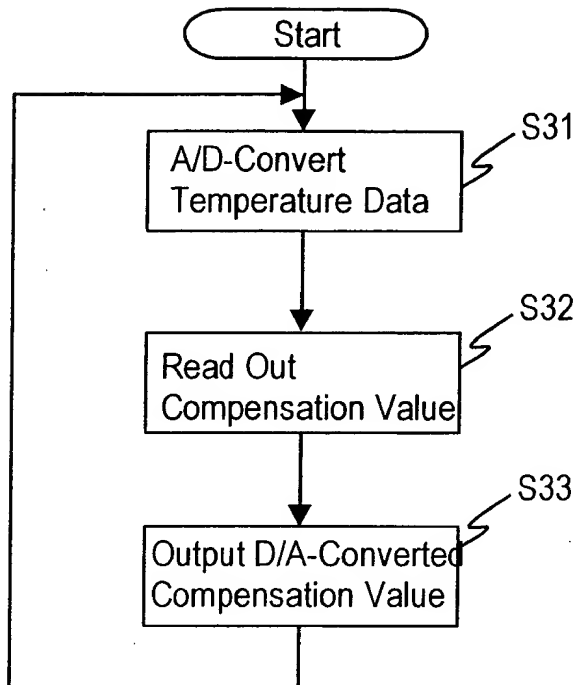 Start
S31
A/D-Convert
Temperature Data
S32
Read Out
Compensation Value
S33
Output D/A-Converted
Compensation Value